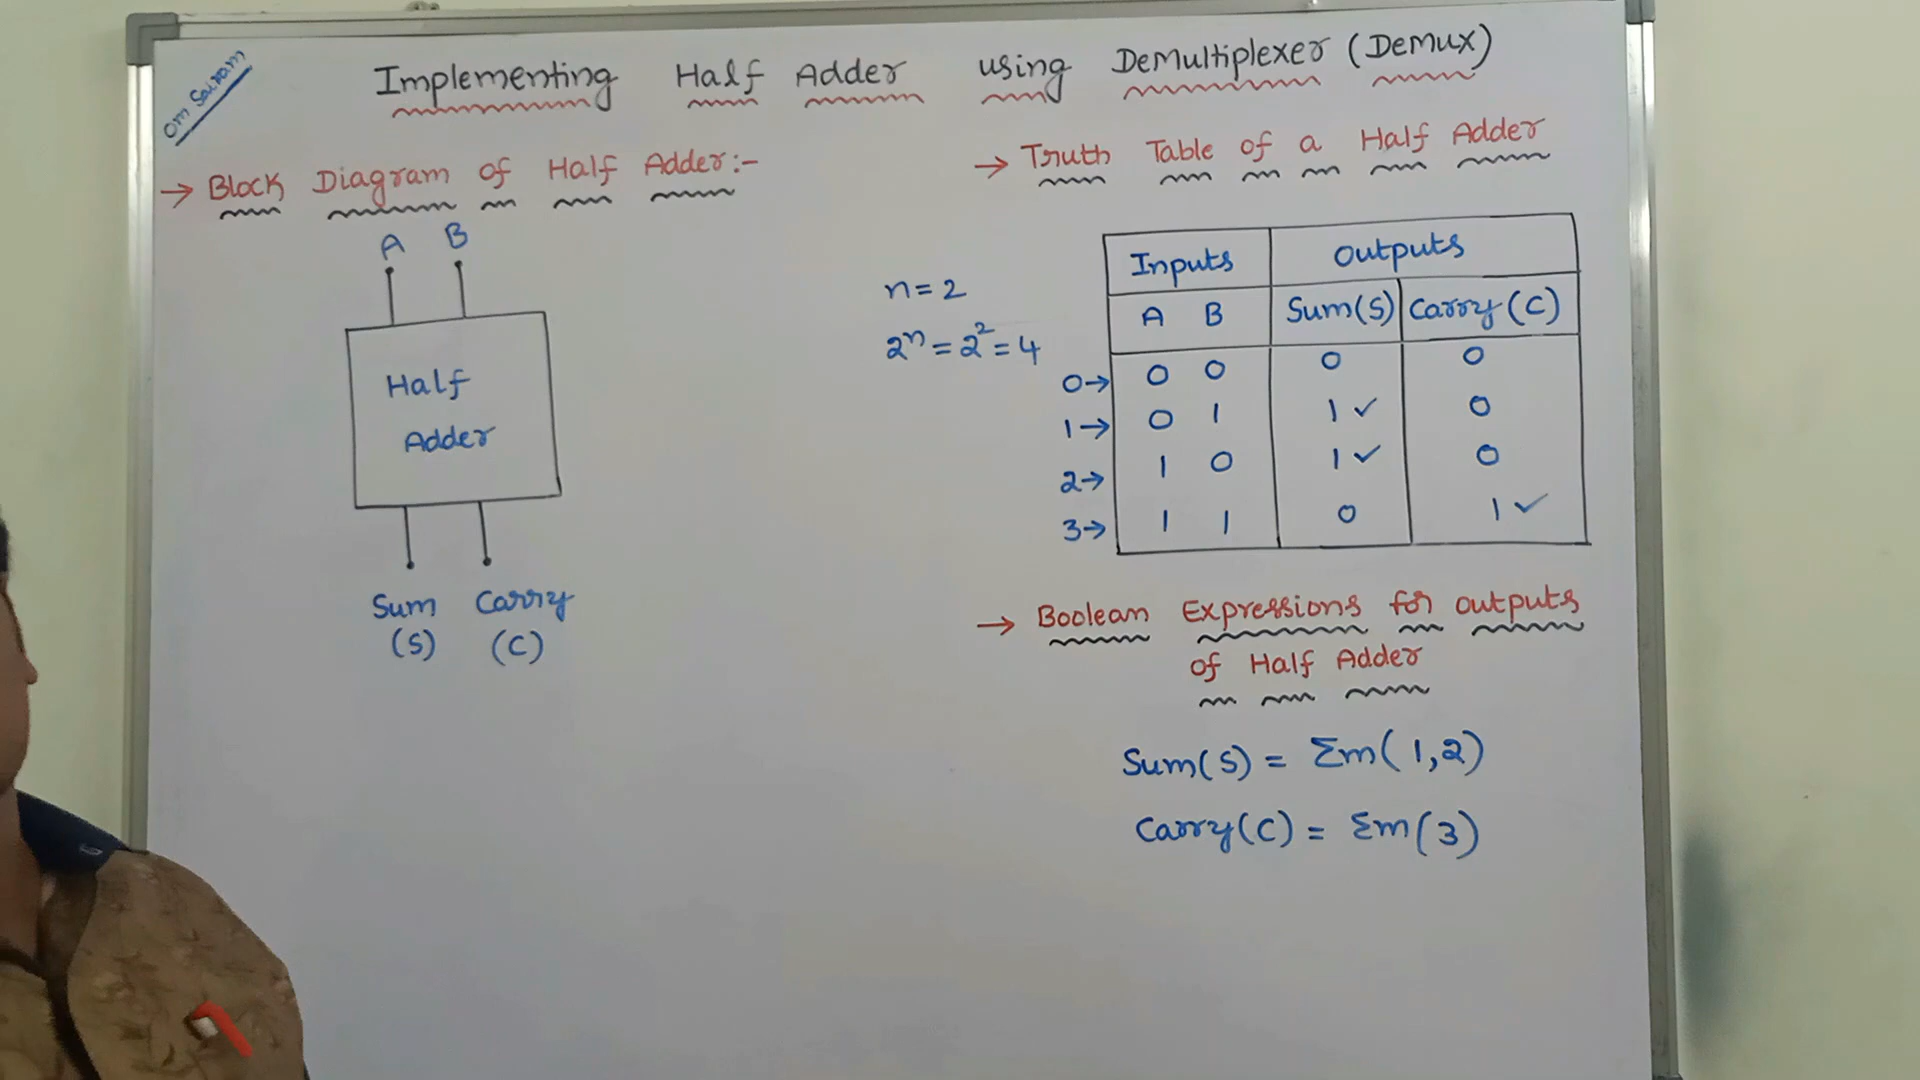 Om Sairam
Implementing Half Adder using DeMultiplexer (DeMux)
→ Block Diagram of Half Adder:-
A B
Half
Adder
Sum Carry
(S) (C)
→ Truth Table of a Half Adder
n = 2
2ⁿ = 2² = 4
Inputs Outputs
A B Sum(S) Carry(C)
0→ 0 0 0 0
1→ 0 1 1 ✓ 0
2→ 1 0 1 ✓ 0
3→ 1 1 0 1 ✓
→ Boolean Expressions for outputs
of Half Adder
Sum(S) = Σm(1,2)
Carry(C) = Σm(3)